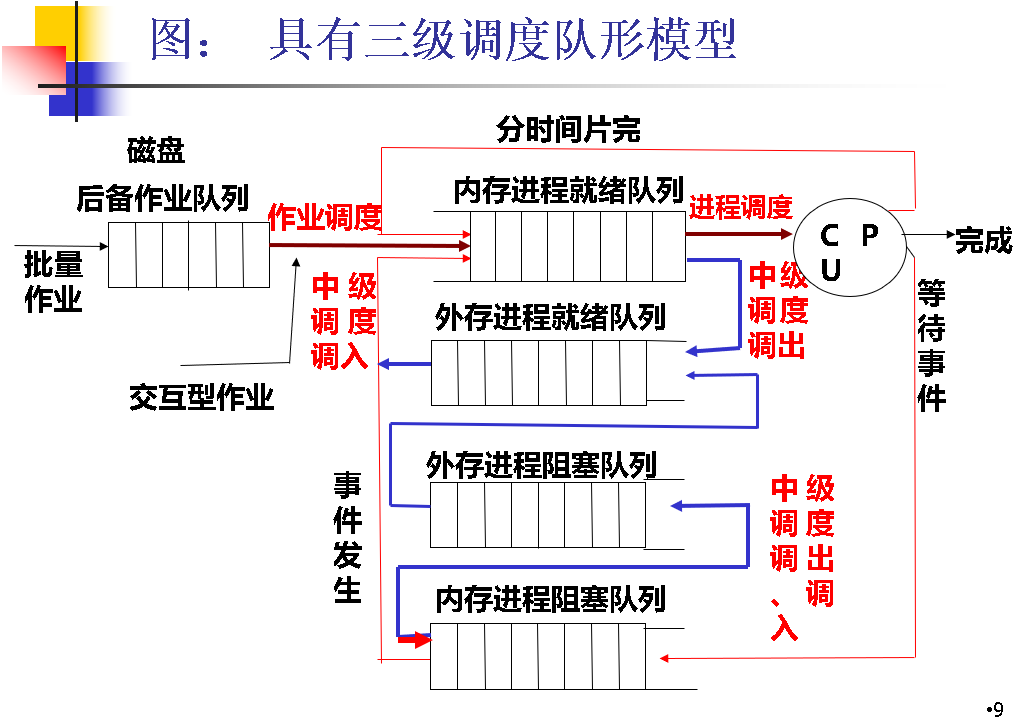 图： 具有三级调度队形模型
分时间片完
磁盘
后备作业队列
作业调度
内存进程就绪队列
进程调度
C P
U
完成
批量
作业
中 级
调 度
调入
中级
调度
调出
外存进程就绪队列
等
待
事
件
交互型作业
外存进程阻塞队列
事
件
发
生
中 级
调 度
调 出
、 调
入
内存进程阻塞队列
•9